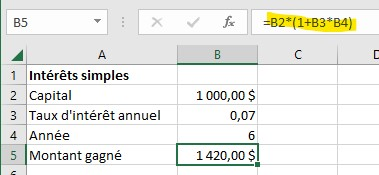 B5 fx =B2*(1+B3*B4)
A B C D
1 Intérêts simples
2 Capital 1 000,00 $
3 Taux d'intérêt annuel 0,07
4 Année 6
5 Montant gagné 1 420,00 $